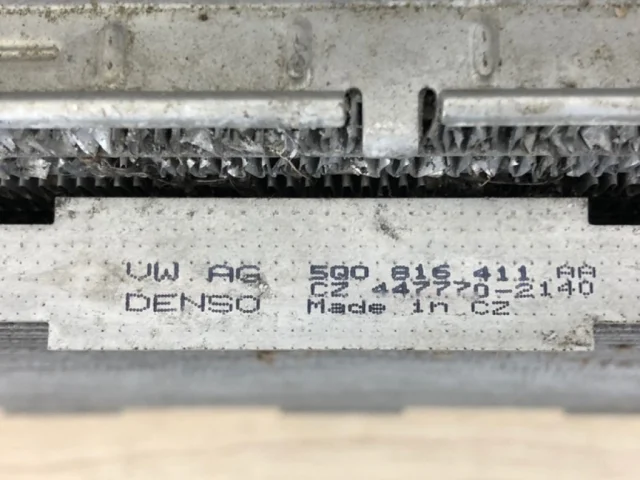 VW AG 5Q0 816 411 AA
CZ 447770-2140
DENSO Made in CZ